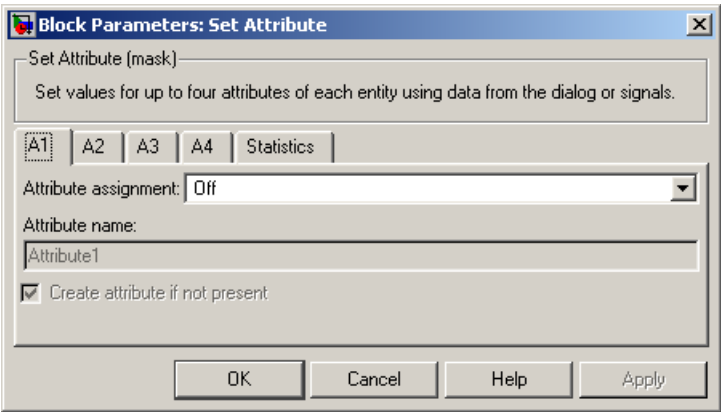 Block Parameters: Set Attribute
Set Attribute (mask)
Set values for up to four attributes of each entity using data from the dialog or signals.
A1 A2 A3 A4 Statistics
Attribute assignment: Off
Attribute name:
Attribute1
Create attribute if not present
OK Cancel Help Apply